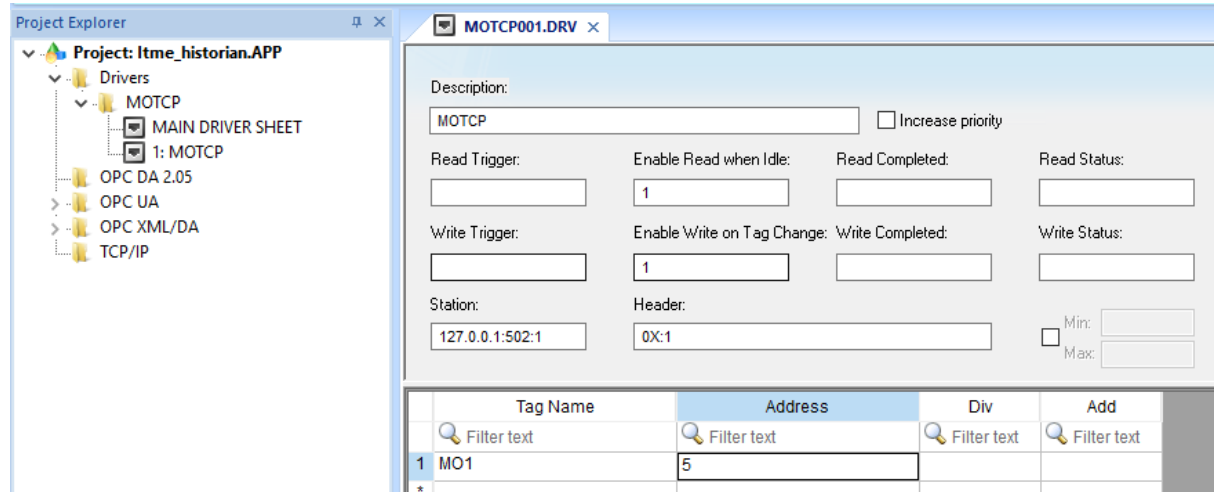 Project Explorer
Project: Itme_historian.APP
Drivers
MOTCP
MAIN DRIVER SHEET
1: MOTCP
OPC DA 2.05
OPC UA
OPC XML/DA
TCP/IP
MOTCP001.DRV
Description:
MOTCP
Increase priority
Read Trigger: Enable Read when Idle: Read Completed: Read Status:
1
Write Trigger: Enable Write on Tag Change: Write Completed: Write Status:
1
Station: Header:
127.0.0.1:502:1 0X:1
Min:
Max:
Tag Name Address Div Add
Filter text Filter text Filter text Filter text
1 MO1 5
*